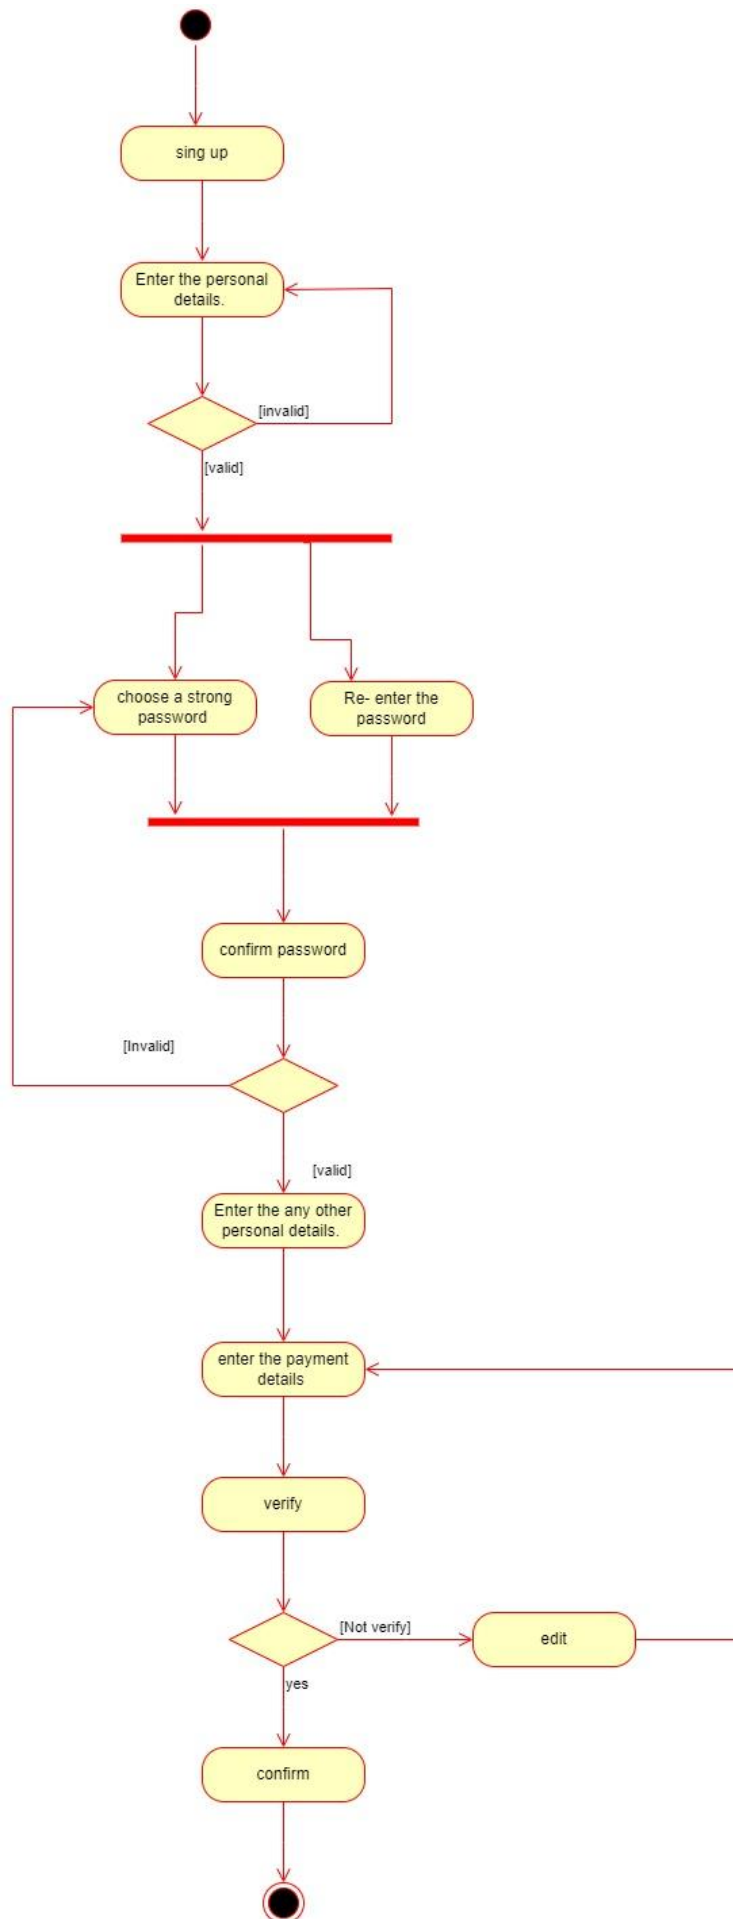 sing up
Enter the personal
details.
[invalid]
[valid]
choose a strong
password
Re- enter the
password
confirm password
[Invalid]
[valid]
Enter the any other
personal details.
enter the payment
details
verify
[Not verify]
edit
yes
confirm